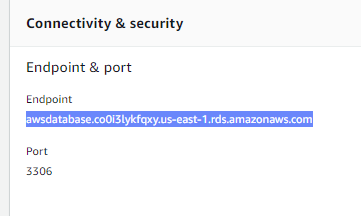 Connectivity & security
Endpoint & port
Endpoint
awsdatabase.co0i3lykfqxy.us-east-1.rds.amazonaws.com
Port
3306